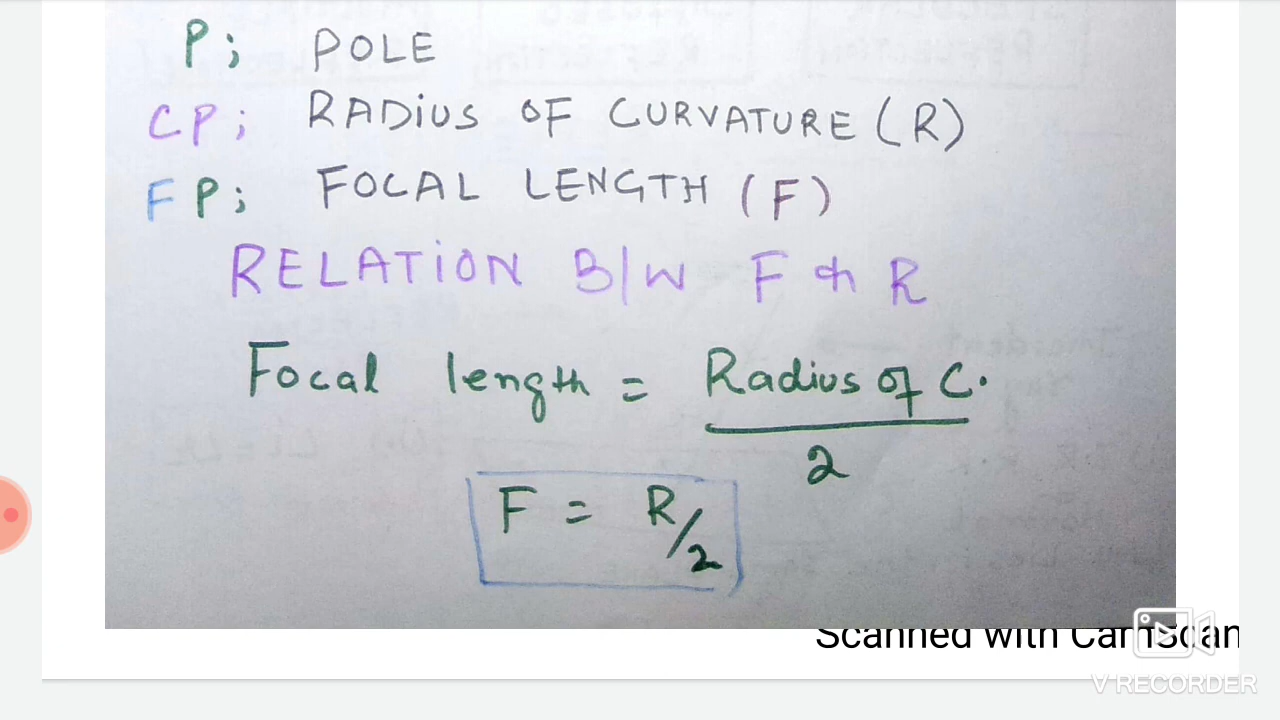 P; POLE
CP; RADiUS OF CURVATURE (R)
FP; FOCAL LENGTH (F)
RELATiON B/W F & R
Focal length = Radius of C.
2
F = R/2
Scanned with CamScan
V RECORDER